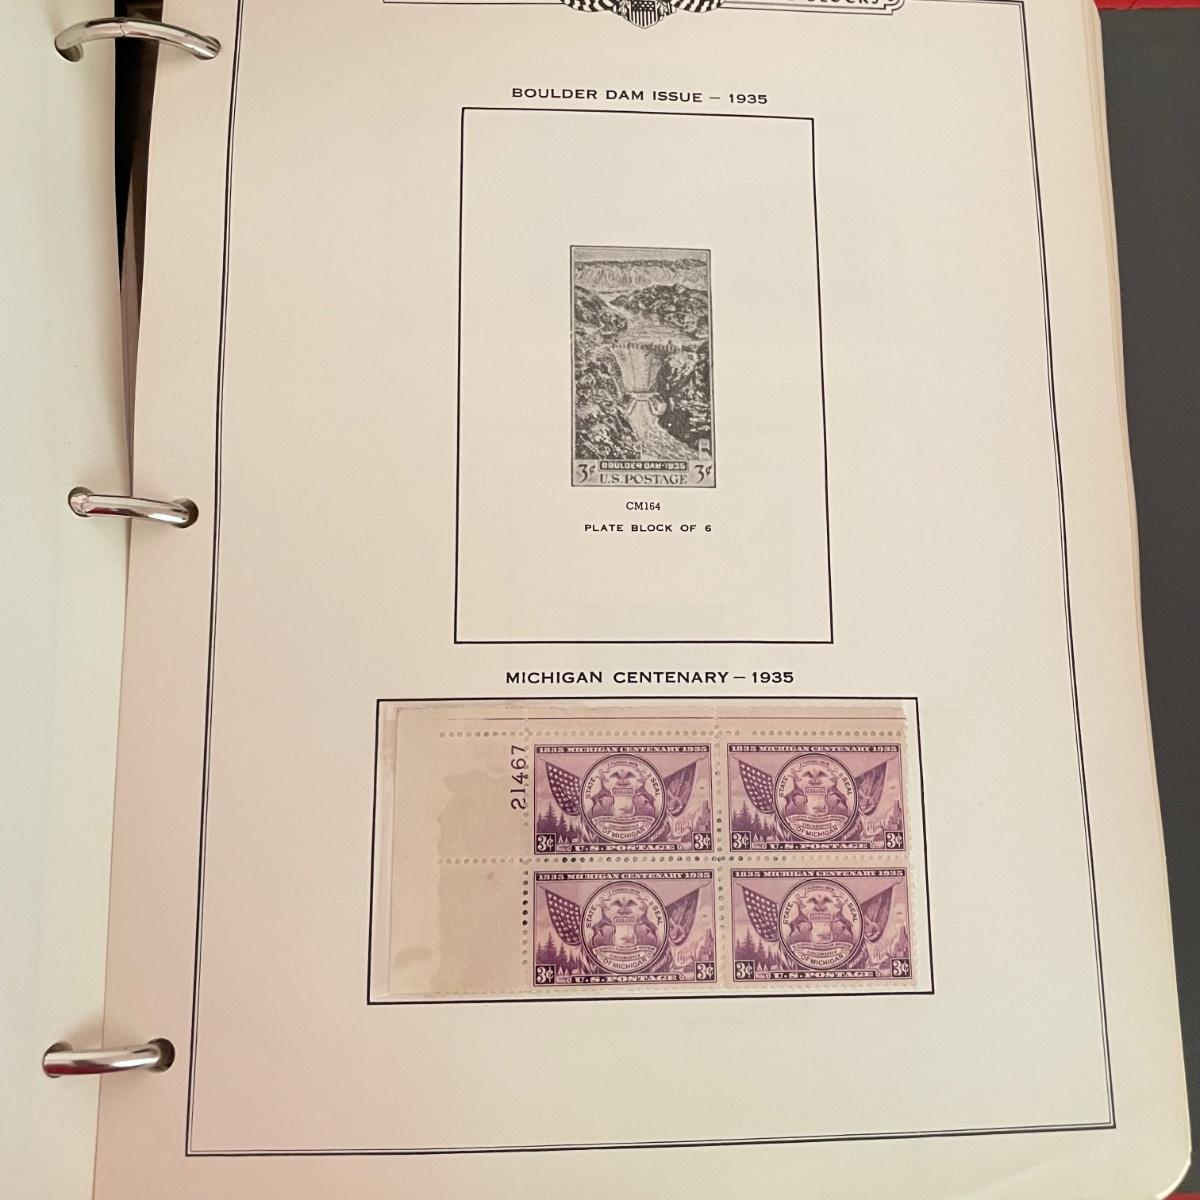 BLOCKS
BOULDER DAM ISSUE – 1935
BOULDER DAM·1935
3¢ U.S. POSTAGE 3¢
CM164
PLATE BLOCK OF 6
MICHIGAN CENTENARY – 1935
21467
1835 MICHIGAN CENTENARY 1935
STATE SEAL
OF MICHIGAN
3¢ 3¢
U.S. POSTAGE
1835 MICHIGAN CENTENARY 1935
STATE SEAL
OF MICHIGAN
3¢ 3¢
U.S. POSTAGE
1835 MICHIGAN CENTENARY 1935
STATE SEAL
OF MICHIGAN
3¢ 3¢
U.S. POSTAGE
1835 MICHIGAN CENTENARY 1935
STATE SEAL
OF MICHIGAN
3¢ 3¢
U.S. POSTAGE